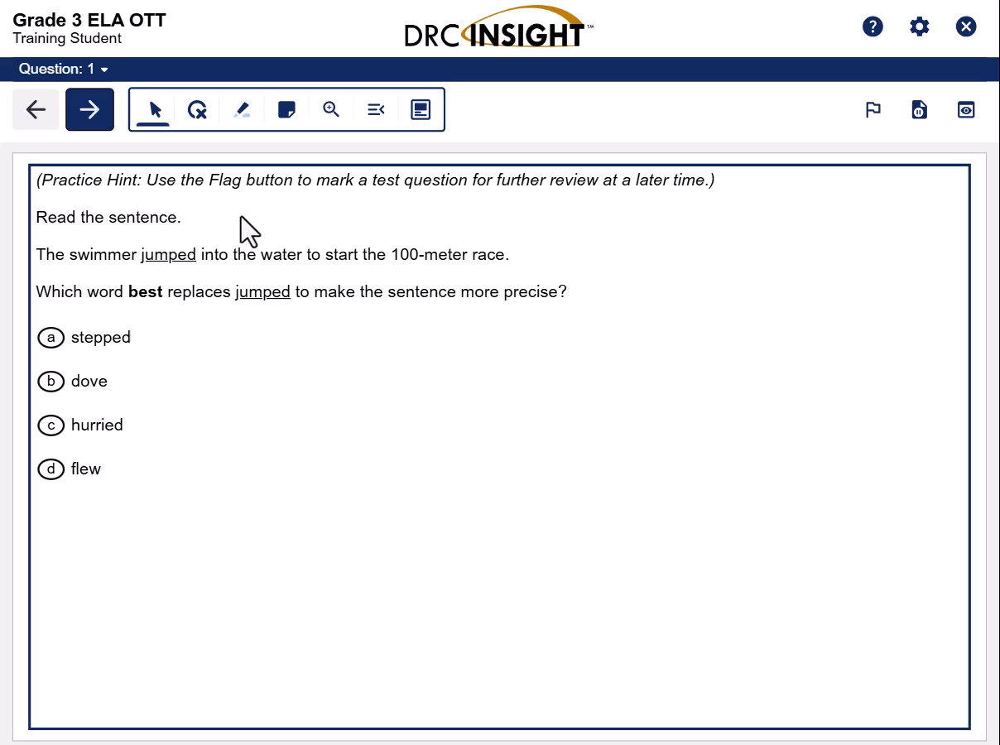 Grade 3 ELA OTT
Training Student
DRC INSIGHT™
Question: 1
(Practice Hint: Use the Flag button to mark a test question for further review at a later time.)
Read the sentence.
The swimmer jumped into the water to start the 100-meter race.
Which word best replaces jumped to make the sentence more precise?
a stepped
b dove
c hurried
d flew